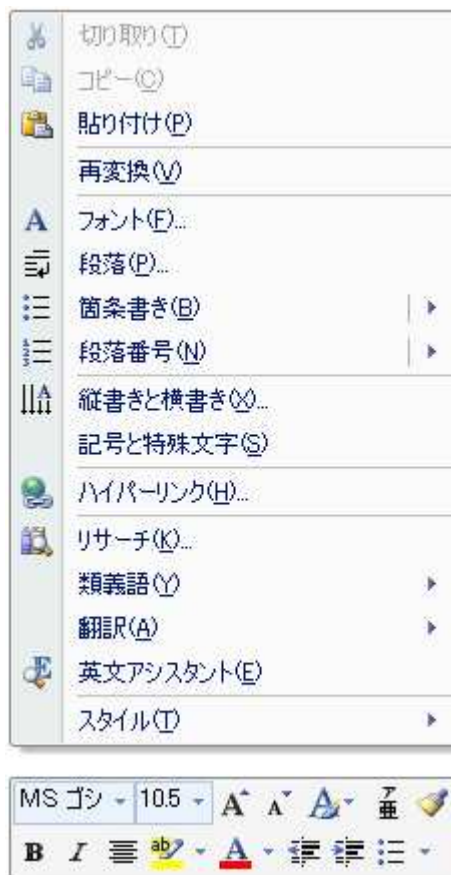 切り取り(T)
コピー(C)
貼り付け(P)
再変換(V)
フォント(F)...
段落(P)...
箇条書き(B)
段落番号(N)
縦書きと横書き(X)...
記号と特殊文字(S)
ハイパーリンク(H)...
リサーチ(K)...
類義語(Y)
翻訳(A)
英文アシスタント(E)
スタイル(T)
MS ゴシ 10.5 A A A ア亜
B I ab A